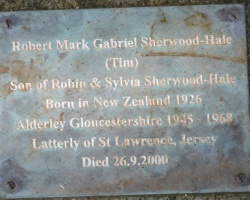 Robert Mark Gabriel Sherwood-Hale
(Tim)
Son of Robin & Sylvia Sherwood-Hale
Born in New Zealand 1926
Alderley Gloucestershire 1945 - 1968
Latterly of St Lawrence, Jersey
Died 26.9.2000